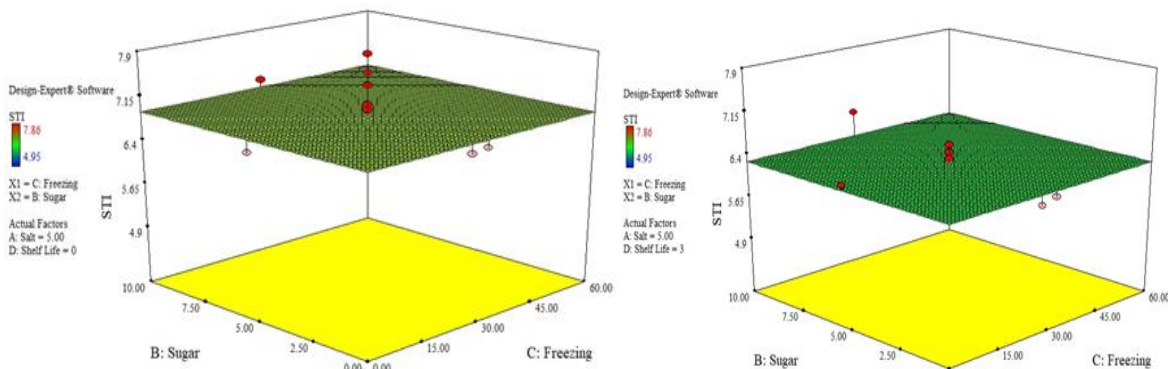 Design-Expert® Software
STI
7.86
4.95
X1 = C: Freezing
X2 = B: Sugar
Actual Factors
A: Salt = 5.00
D: Shelf Life = 0
7.9
7.15
6.4
5.65
4.9
STI
10.00
7.50
5.00
2.50
0.00
B: Sugar
0.00
15.00
30.00
45.00
60.00
C: Freezing
Design-Expert® Software
STI
7.86
4.95
X1 = C: Freezing
X2 = B: Sugar
Actual Factors
A: Salt = 5.00
D: Shelf Life = 3
7.9
7.15
6.4
5.65
4.9
STI
10.00
7.50
5.00
2.50
B: Sugar
15.00
30.00
45.00
60.00
C: Freezing